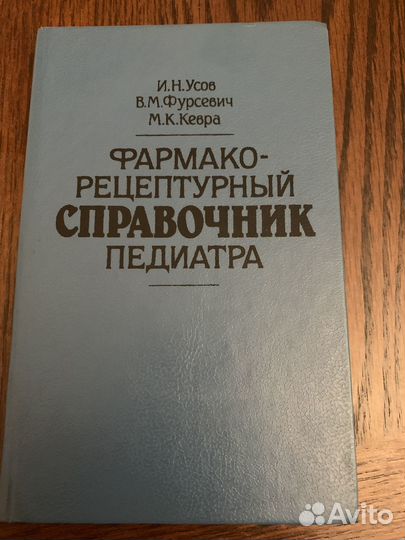 И.Н.Усов
В.М.Фурсевич
М.К.Кевра
ФАРМАКО-
РЕЦЕПТУРНЫЙ
СПРАВОЧНИК
ПЕДИАТРА
Avito